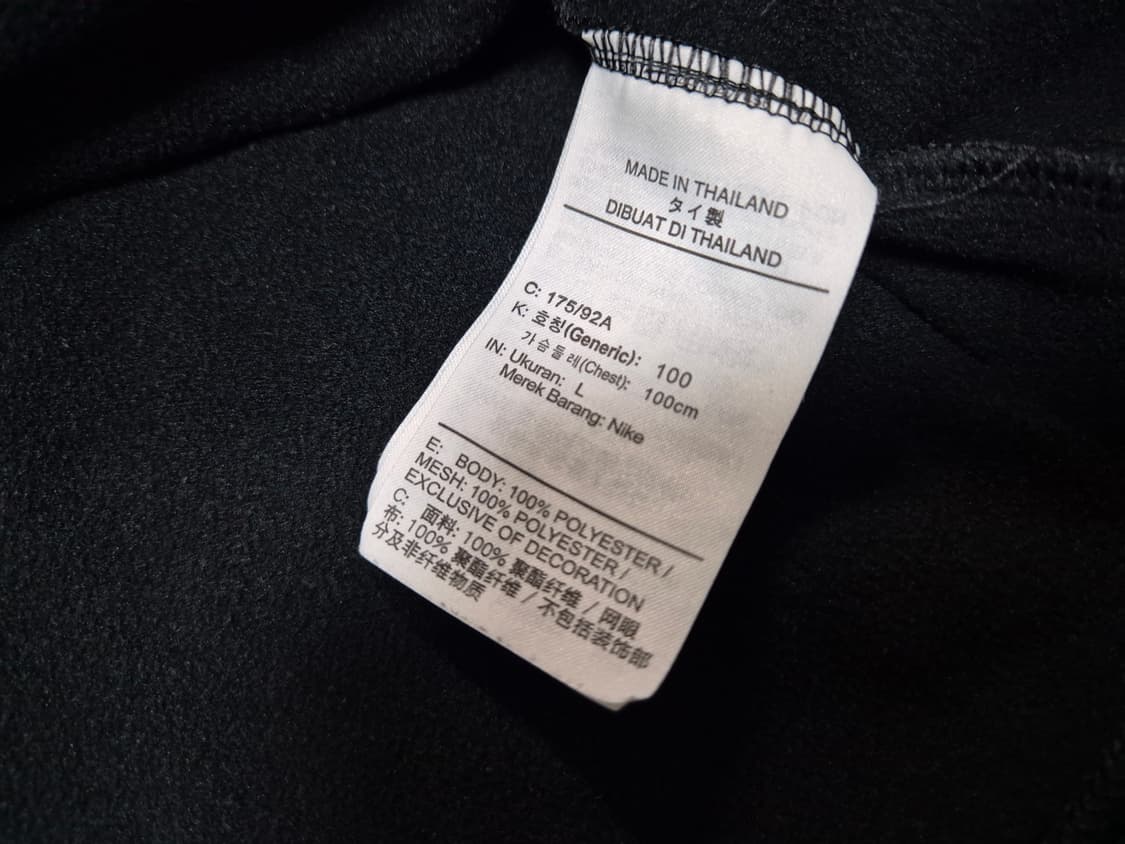 MADE IN THAILAND
タイ製
DIBUAT DI THAILAND
C: 175/92A
K: 호칭(Generic): 100
가슴둘레(Chest): 100cm
IN: Ukuran: L
Merek Barang: Nike
E: BODY: 100% POLYESTER /
MESH: 100% POLYESTER /
EXCLUSIVE OF DECORATION
C: 面料: 100% 聚酯纤维 / 网眼
布: 100% 聚酯纤维 / 不包括装饰部
分及非纤维物质